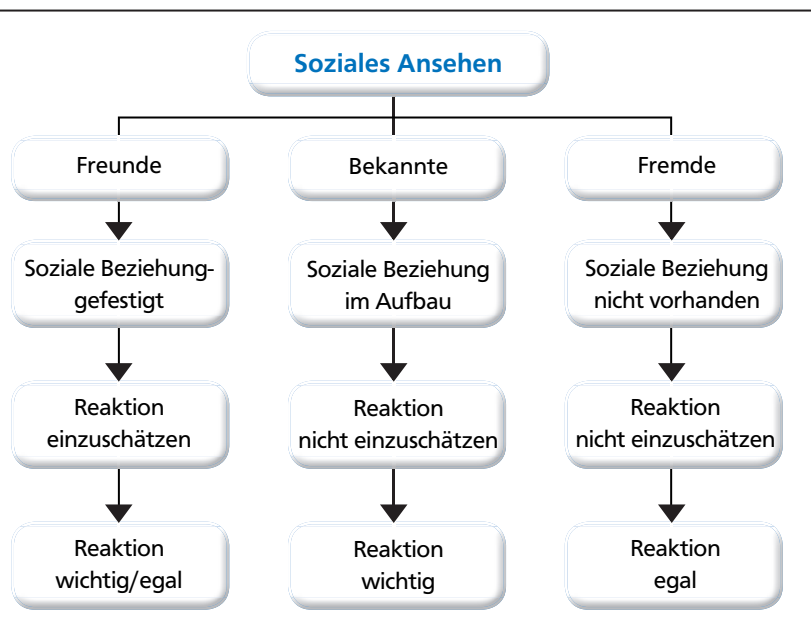 Soziales Ansehen
Freunde
Bekannte
Fremde
Soziale Beziehung-
gefestigt
Soziale Beziehung
im Aufbau
Soziale Beziehung
nicht vorhanden
Reaktion
einzuschätzen
Reaktion
nicht einzuschätzen
Reaktion
nicht einzuschätzen
Reaktion
wichtig/egal
Reaktion
wichtig
Reaktion
egal